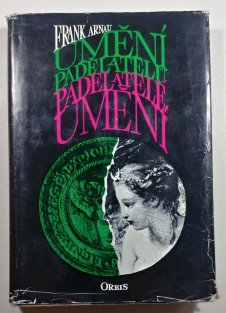 FRANK ARNAU
UMĚNÍ
PADĚLATELŮ
PADĚLATELÉ
UMĚNÍ
ORBIS